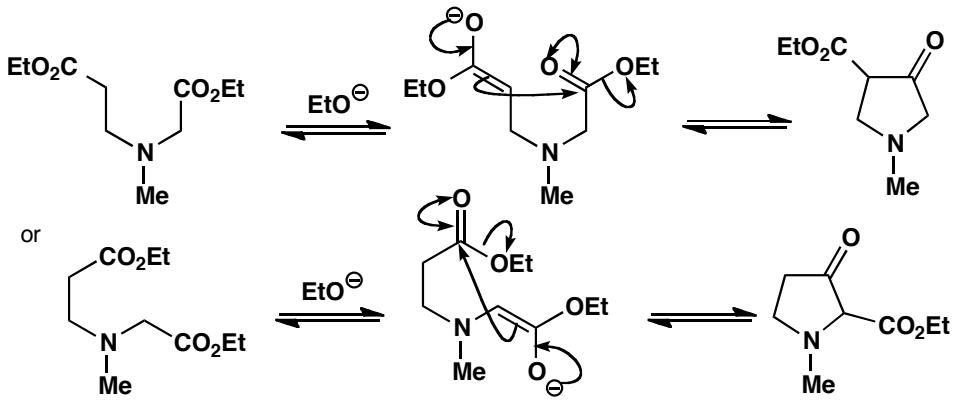 EtO2C CO2Et N Me
EtO⊖
⊖ O EtO O OEt N Me
EtO2C O N Me
or
CO2Et N CO2Et Me
EtO⊖
O OEt N OEt Me O ⊖
O N CO2Et Me